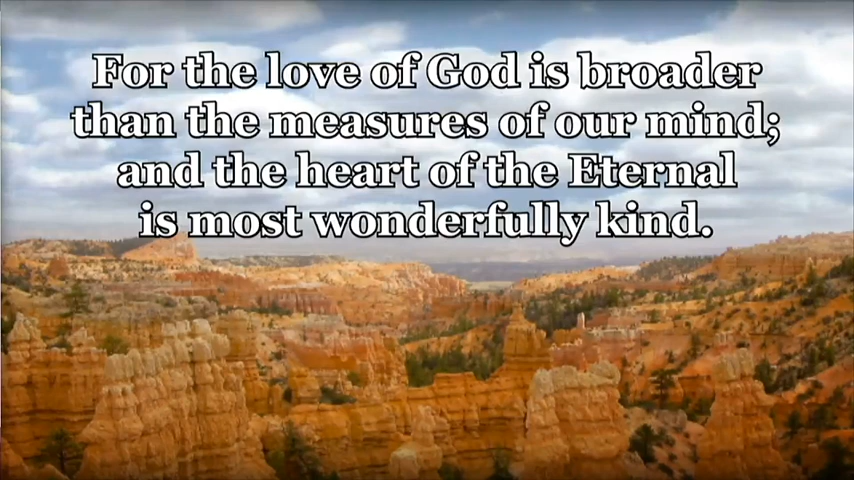 For the love of God is broader
than the measures of our mind;
and the heart of the Eternal
is most wonderfully kind.